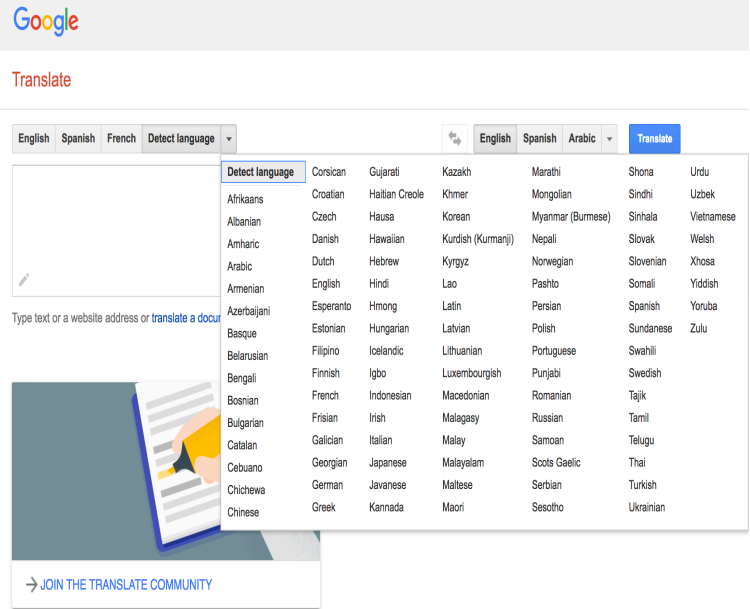 Google
Translate
English Spanish French Detect language
English Spanish Arabic Translate
Detect language Corsican Gujarati Kazakh Marathi Shona Urdu
Afrikaans Croatian Haitian Creole Khmer Mongolian Sindhi Uzbek
Albanian Czech Hausa Korean Myanmar (Burmese) Sinhala Vietnamese
Amharic Danish Hawaiian Kurdish (Kurmanji) Nepali Slovak Welsh
Arabic Dutch Hebrew Kyrgyz Norwegian Slovenian Xhosa
Armenian English Hindi Lao Pashto Somali Yiddish
Azerbaijani Esperanto Hmong Latin Persian Spanish Yoruba
Basque Estonian Hungarian Latvian Polish Sundanese Zulu
Belarusian Filipino Icelandic Lithuanian Portuguese Swahili
Bengali Finnish Igbo Luxembourgish Punjabi Swedish
Bosnian French Indonesian Macedonian Romanian Tajik
Bulgarian Frisian Irish Malagasy Russian Tamil
Catalan Galician Italian Malay Samoan Telugu
Cebuano Georgian Japanese Malayalam Scots Gaelic Thai
Chichewa German Javanese Maltese Serbian Turkish
Chinese Greek Kannada Maori Sesotho Ukrainian
Type text or a website address or translate a docu
JOIN THE TRANSLATE COMMUNITY